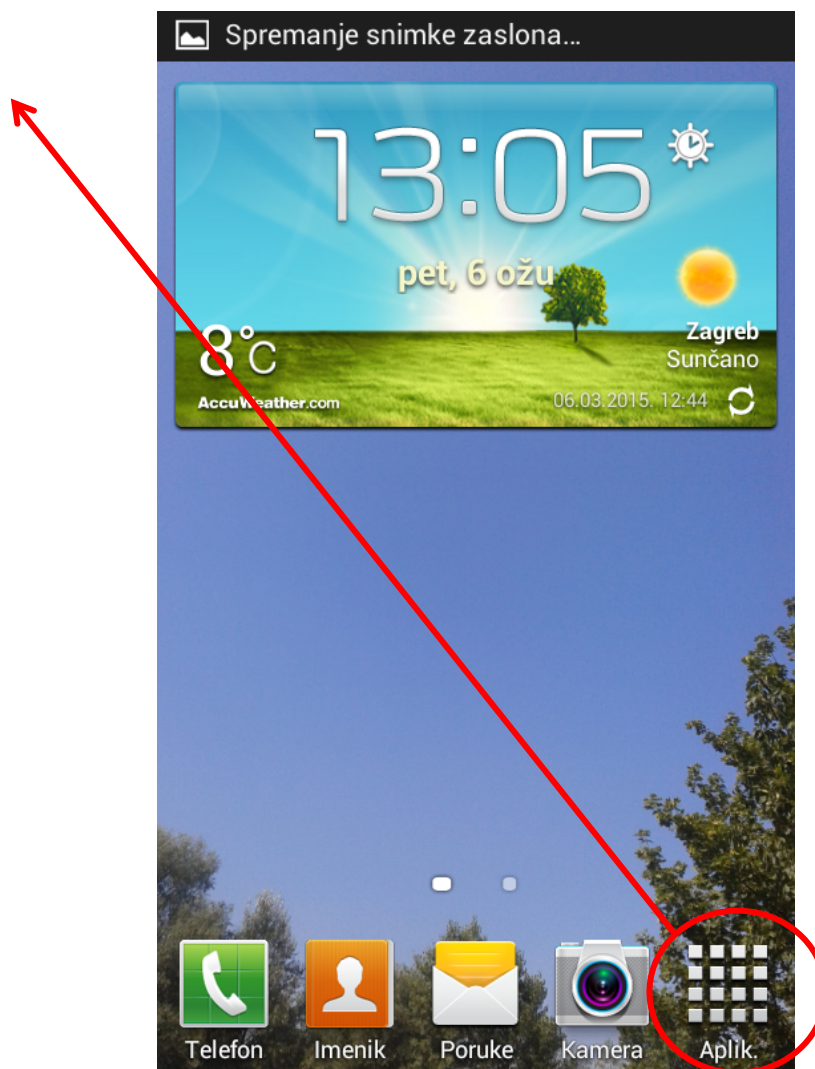 Spremanje snimke zaslona...
13:05
pet, 6 ožu
8°C
Zagreb
Sunčano
AccuWeather.com
06.03.2015. 12:44
Telefon
Imenik
Poruke
Kamera
Aplik.